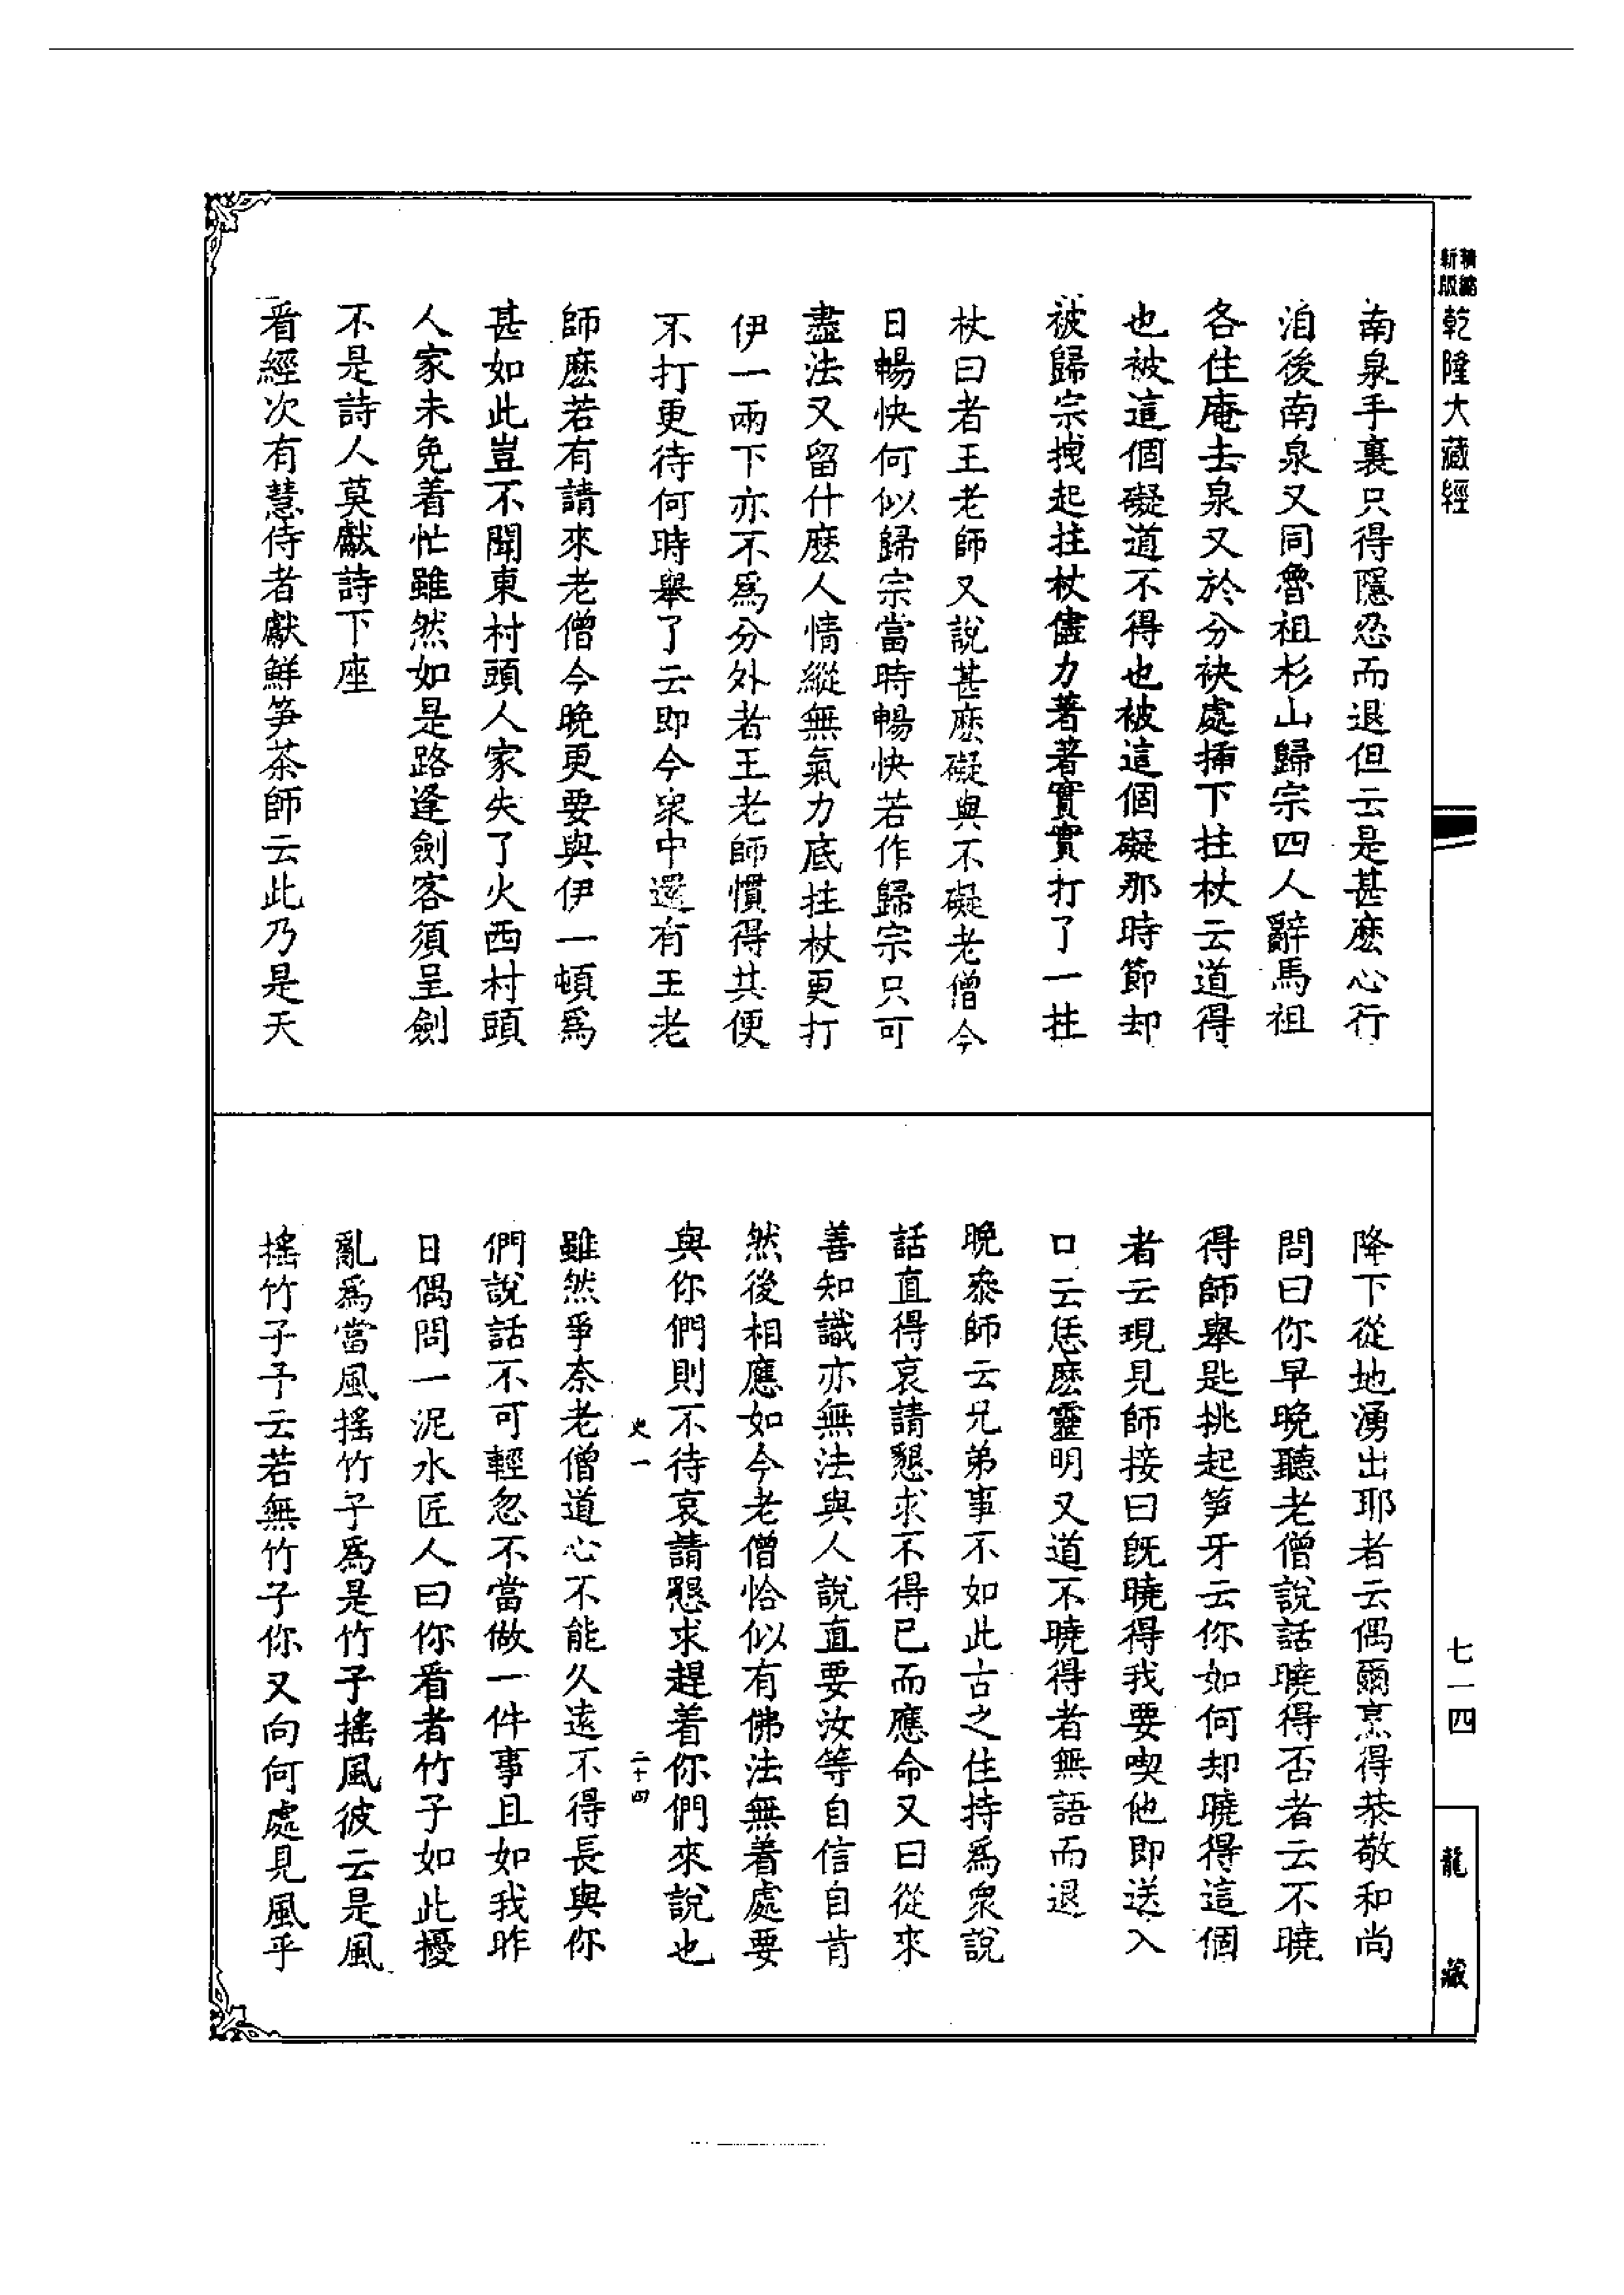 精縮
新版
乾隆大藏經
南泉手裏只得隱忍而退但云是甚麽心行
洎後南泉又同魯祖杉山歸宗四人辭馬祖
各住庵去泉又於分袂處插下拄杖云道得
也被這個礙道不得也被這個礙那時節却
被歸宗拽起拄杖儘力著著實實打了一拄
杖曰者王老師又說甚麽礙與不礙老僧今
日暢快何似歸宗當時暢快若作歸宗只可
盡法又留什麽人情縱無氣力底拄杖更打
伊一兩下亦不爲分外者王老師慣得其便
不打更待何時舉了云即今衆中還有王老
師麽若有請來老僧今晚更要與伊一頓爲
甚如此豈不聞東村頭人家失了火西村頭
人家未免着忙雖然如是路逢劍客須呈劍
不是詩人莫獻詩下座
看經次有慧侍者獻鮮笋茶師云此乃是天
降下從地湧出耶者云偶爾烹得恭敬和尚
問曰你早晚聽老僧說話曉得否者云不曉
得師舉匙挑起笋牙云你如何却曉得這個
者云現見師接曰旣曉得我要喫他即送入
口云恁麽靈明又道不曉得者無語而退
晚叅師云兄弟事不如此古之住持爲衆說
話直得哀請懇求不得已而應命又曰從來
善知識亦無法與人說直要汝等自信自肯
然後相應如今老僧恰似有佛法無着處要
與你們則不待哀請懇求趕着你們來說也
史一 二十四
雖然爭奈老僧道心不能久遠不得長與你
們說話不可輕忽不當做一件事且如我昨
日偶問一泥水匠人曰你看者竹子如此擾
亂爲當風搖竹子爲是竹子搖風彼云是風
搖竹子予云若無竹子你又向何處見風乎
七一四
龍藏